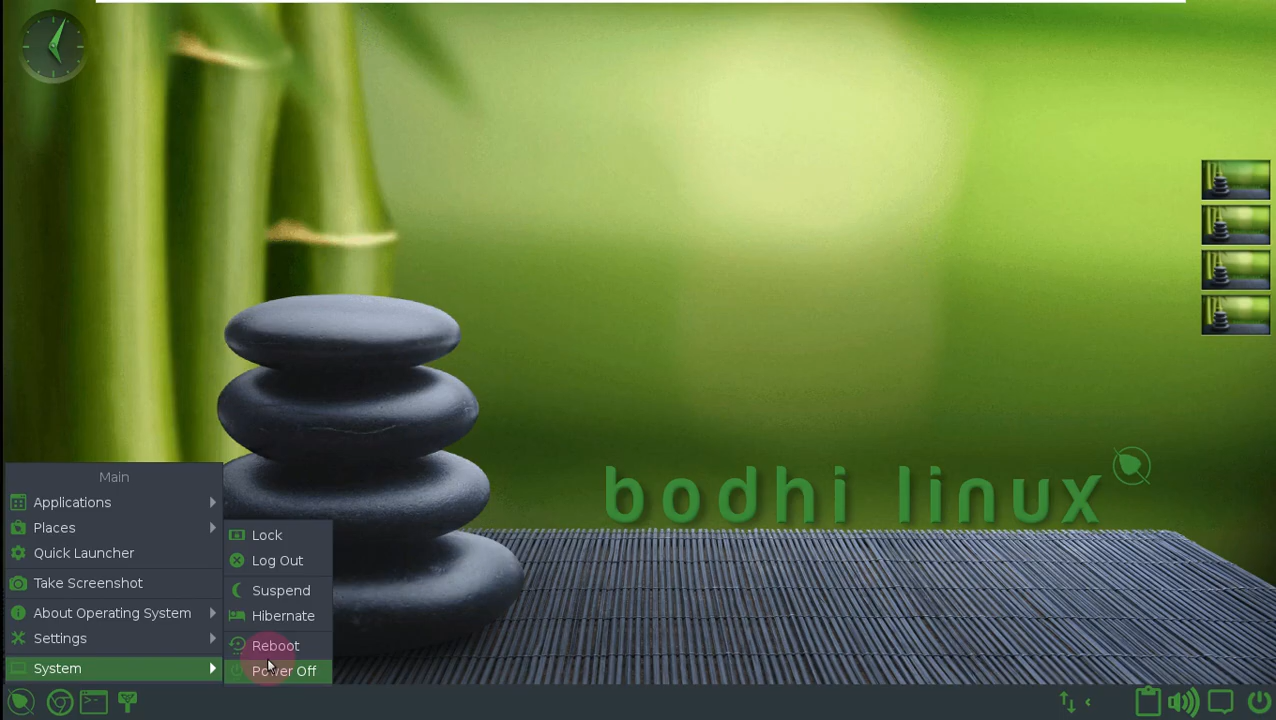 bodhi linux
Main
Applications
Places
Quick Launcher
Take Screenshot
About Operating System
Settings
System
Lock
Log Out
Suspend
Hibernate
Reboot
Power Off